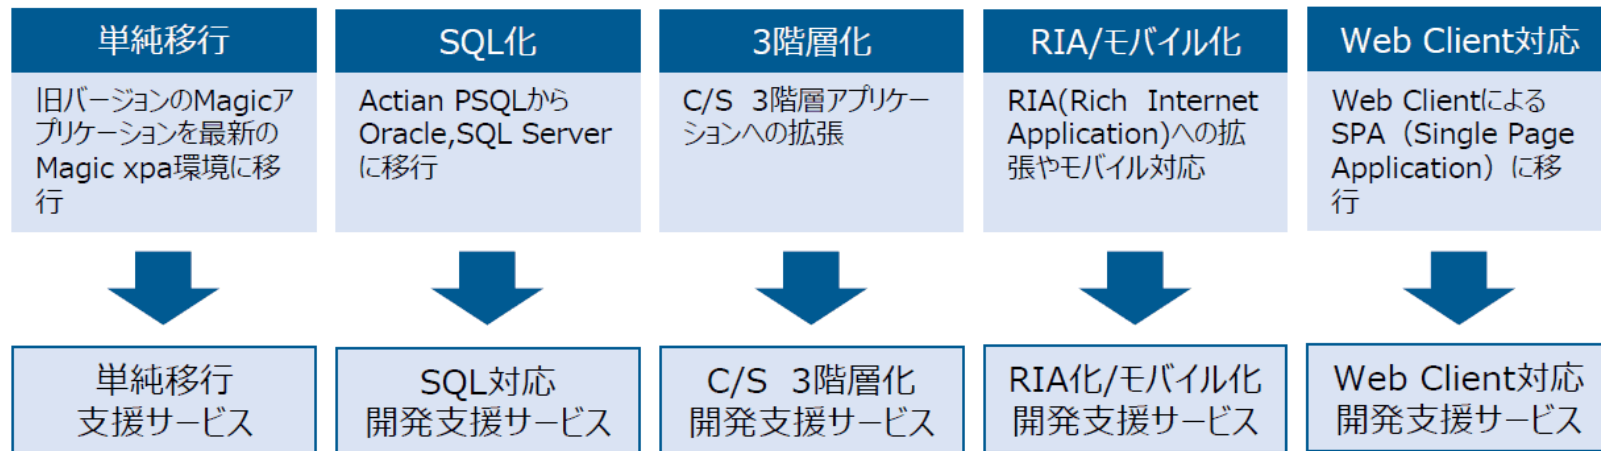 単純移行
旧バージョンのMagicア
プリケーションを最新の
Magic xpa環境に移
行
SQL化
Actian PSQLから
Oracle,SQL Server
に移行
3階層化
C/S 3階層アプリケー
ションへの拡張
RIA/モバイル化
RIA(Rich Internet
Application)への拡
張やモバイル対応
Web Client対応
Web Clientによる
SPA（Single Page
Application）に移
行
単純移行
支援サービス
SQL対応
開発支援サービス
C/S 3階層化
開発支援サービス
RIA化/モバイル化
開発支援サービス
Web Client対応
開発支援サービス